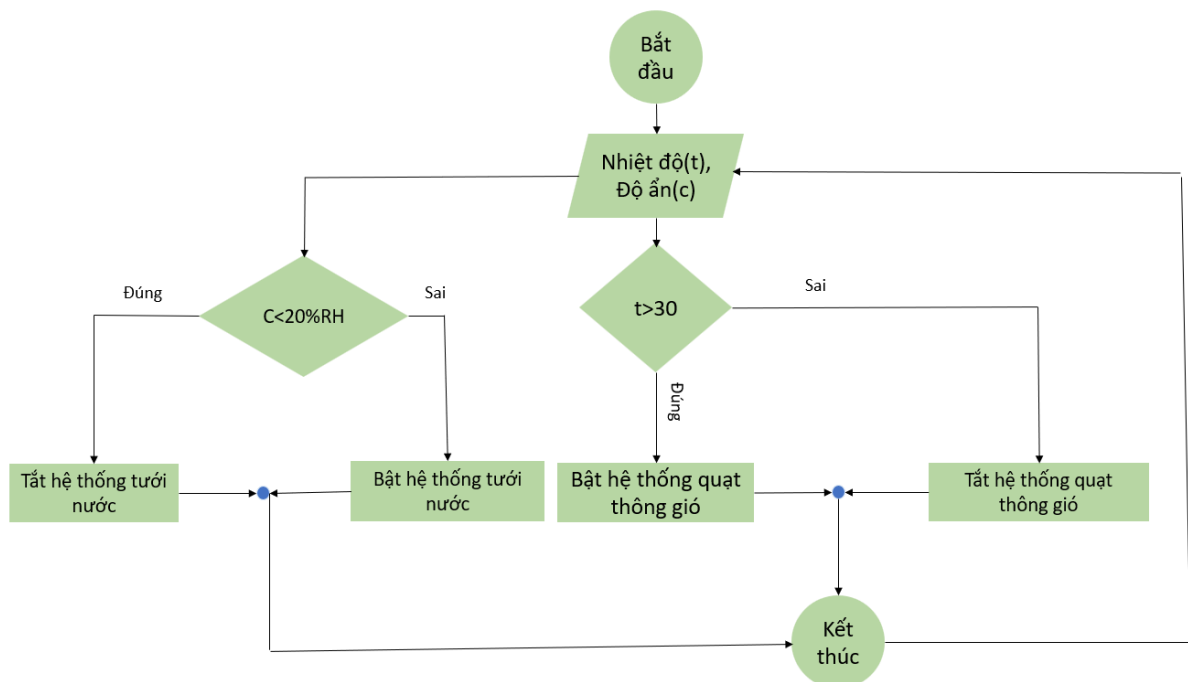 Bắt
đầu
Nhiệt độ(t),
Độ ẩn(c)
Đúng
C<20%RH
Sai
t>30
Sai
Đúng
Tắt hệ thống tưới
nước
Bật hệ thống tưới
nước
Bật hệ thống quạt
thông gió
Tắt hệ thống quạt
thông gió
Kết
thúc